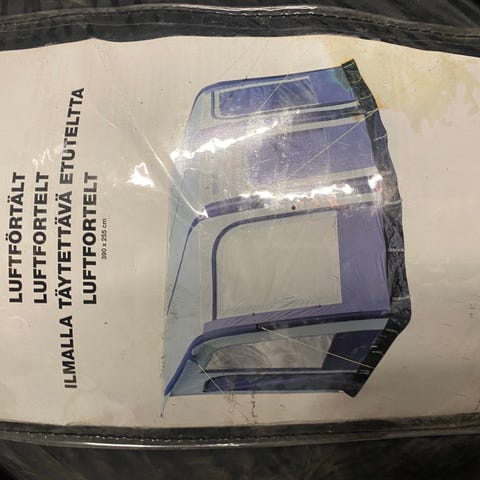 LUFTFÖRTÄLT
LUFTFORTELT
ILMALLA TÄYTETTÄVÄ ETUTELTTA
LUFTFORTELT
390 x 255 cm